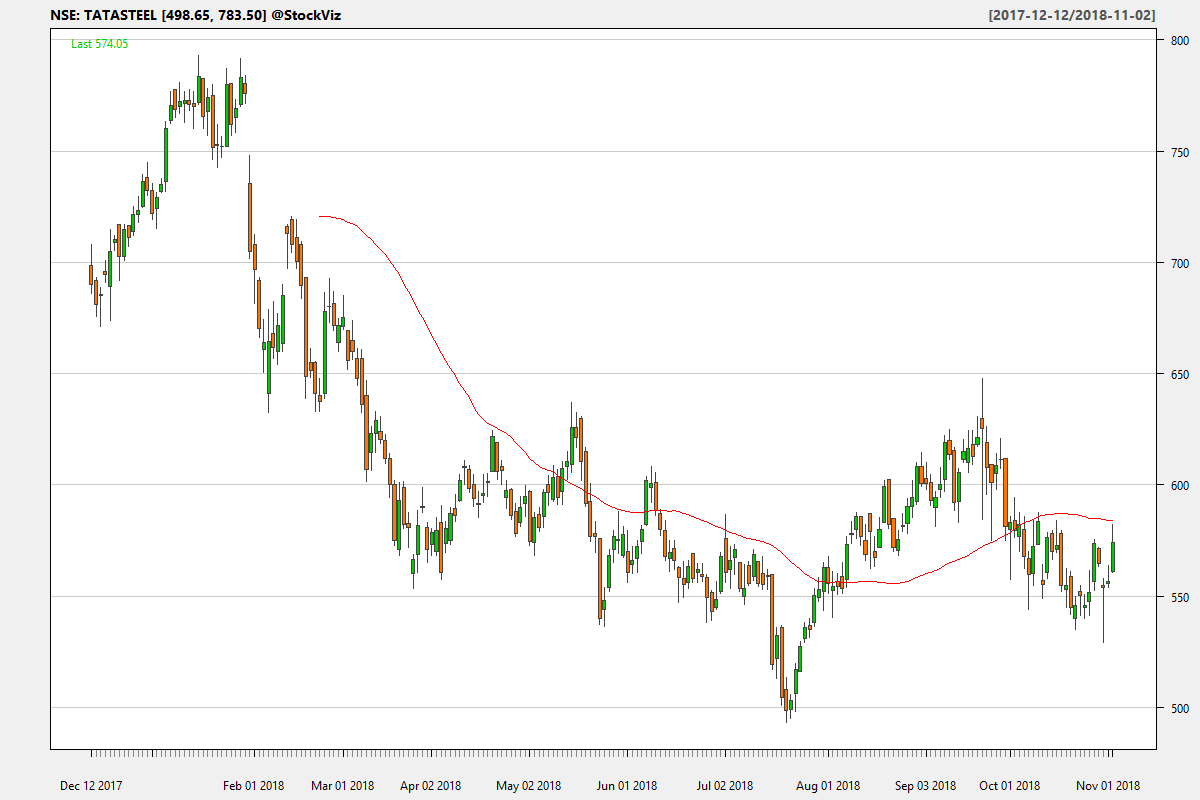 NSE: TATASTEEL [498.65, 783.50] @StockViz [2017-12-12/2018-11-02]
Last 574.05
800
750
700
650
600
550
500
Dec 12 2017 Feb 01 2018 Mar 01 2018 Apr 02 2018 May 02 2018 Jun 01 2018 Jul 02 2018 Aug 01 2018 Sep 03 2018 Oct 01 2018 Nov 01 2018